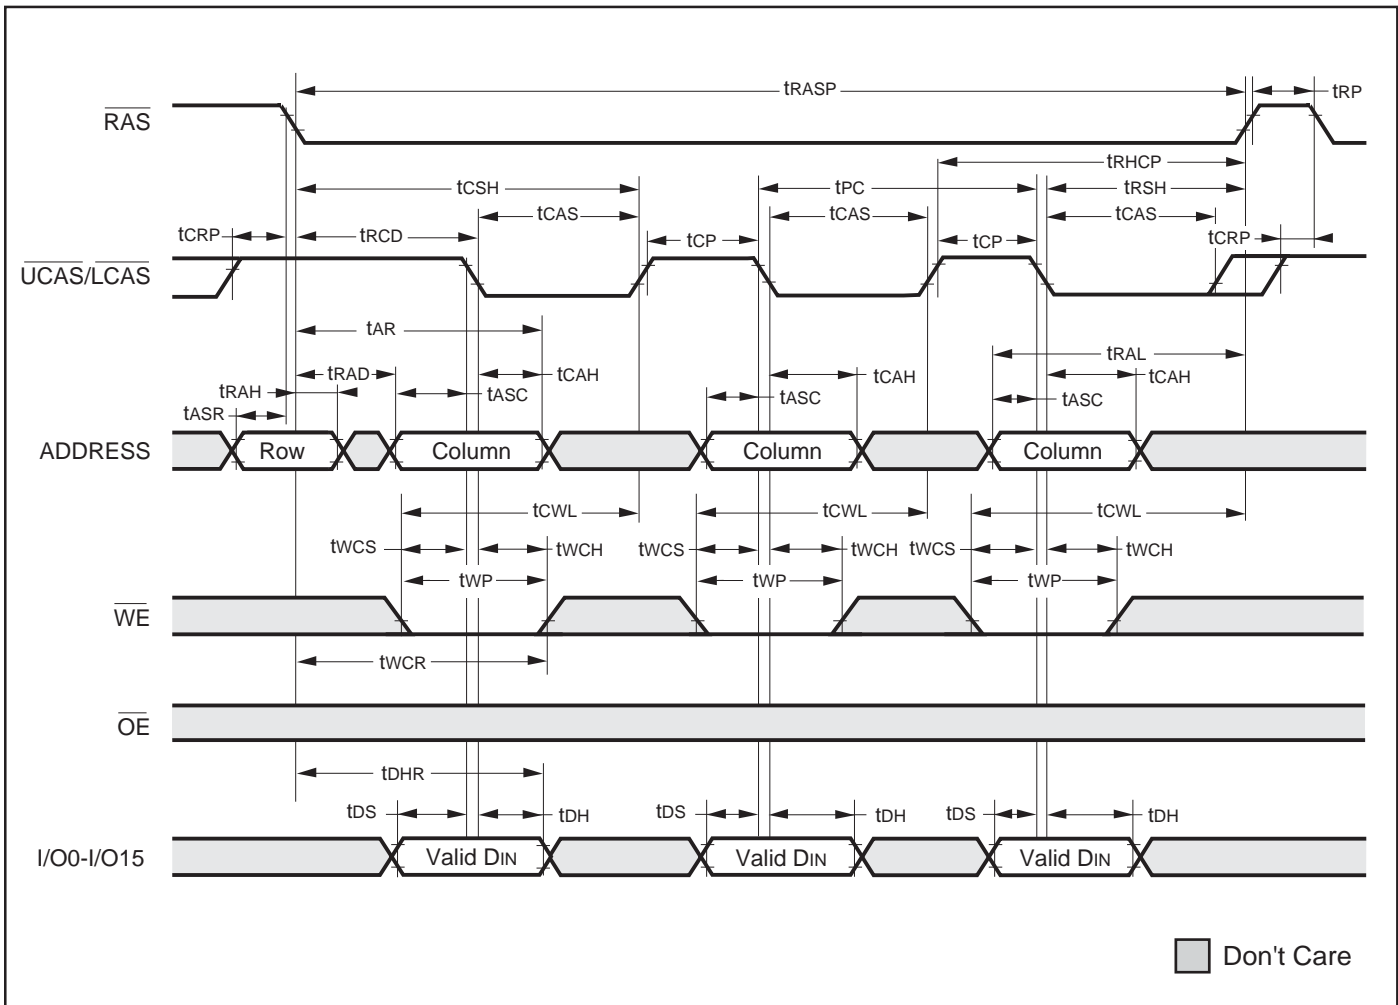 tRASP
tRP
RAS
tRHCP
tCSH
tPC
tRSH
tCAS
tCAS
tCAS
tCRP
tRCD
tCP
tCP
tCRP
UCAS/LCAS
tAR
tRAL
tRAH
tRAD
tCAH
tCAH
tCAH
tASR
tASC
tASC
tASC
ADDRESS
Row
Column
Column
Column
tCWL
tCWL
tCWL
tWCS
tWCH
tWCS
tWCH
tWCS
tWCH
tWP
tWP
tWP
WE
tWCR
OE
tDHR
tDS
tDH
tDS
tDH
tDS
tDH
I/O0-I/O15
Valid DIN
Valid DIN
Valid DIN
Don't Care